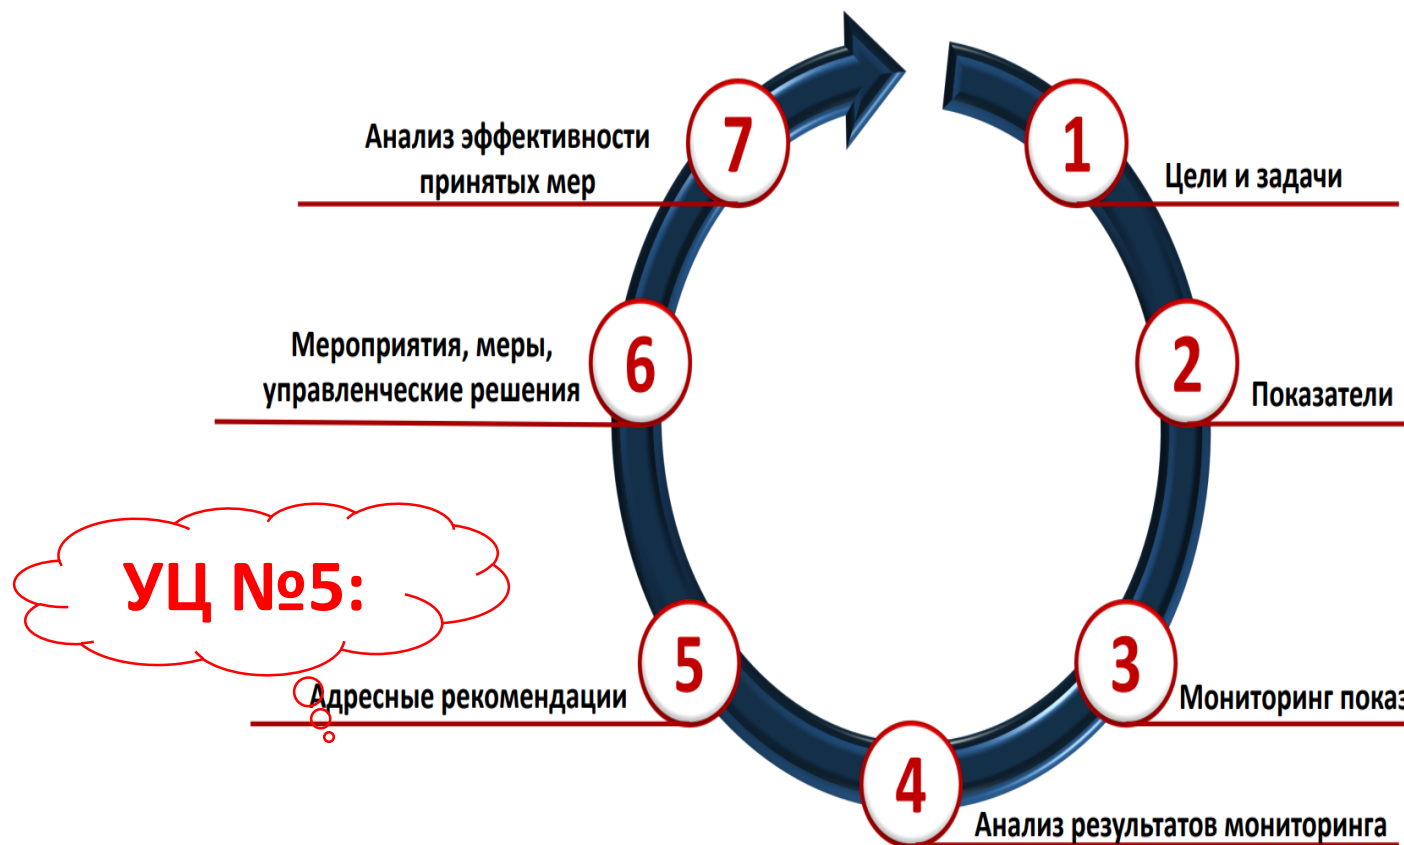 1
Цели и задачи
2
Показатели
3
Мониторинг
4
Анализ результатов мониторинга
5
Адресные рекомендации
6
Мероприятия, меры,
управленческие решения
7
Анализ эффективности
принятых мер
УЦ №5: